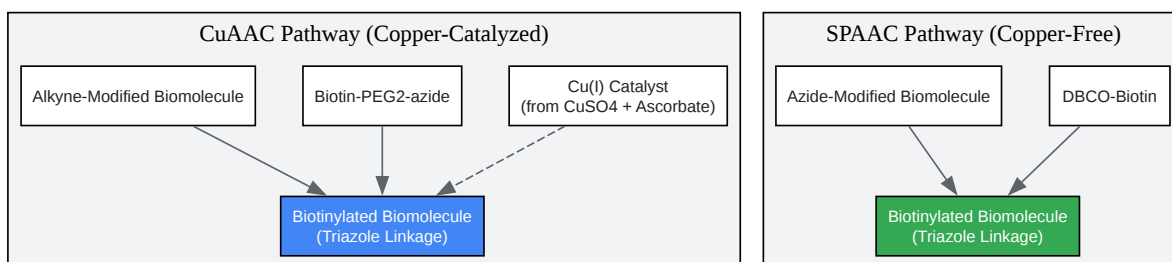 CuAAC Pathway (Copper-Catalyzed)
Alkyne-Modified Biomolecule
Biotin-PEG2-azide
Cu(I) Catalyst
(from CuSO4 + Ascorbate)
Biotinylated Biomolecule
(Triazole Linkage)
SPAAC Pathway (Copper-Free)
Azide-Modified Biomolecule
DBCO-Biotin
Biotinylated Biomolecule
(Triazole Linkage)